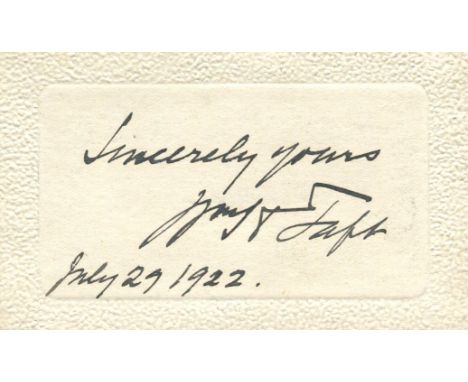 Sincerely yours
Wm H Taft
July 29 1922.